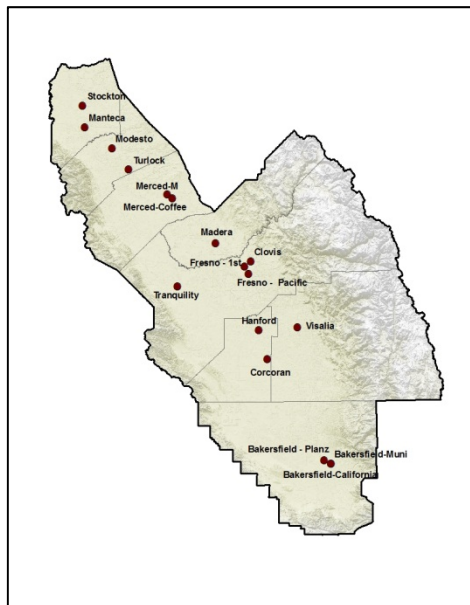 Stockton
Manteca
Modesto
Turlock
Merced-M
Merced-Coffee
Madera
Clovis
Fresno - 1st
Fresno - Pacific
Tranquility
Hanford
Visalia
Corcoran
Bakersfield - Planz
Bakersfield-Muni
Bakersfield-California